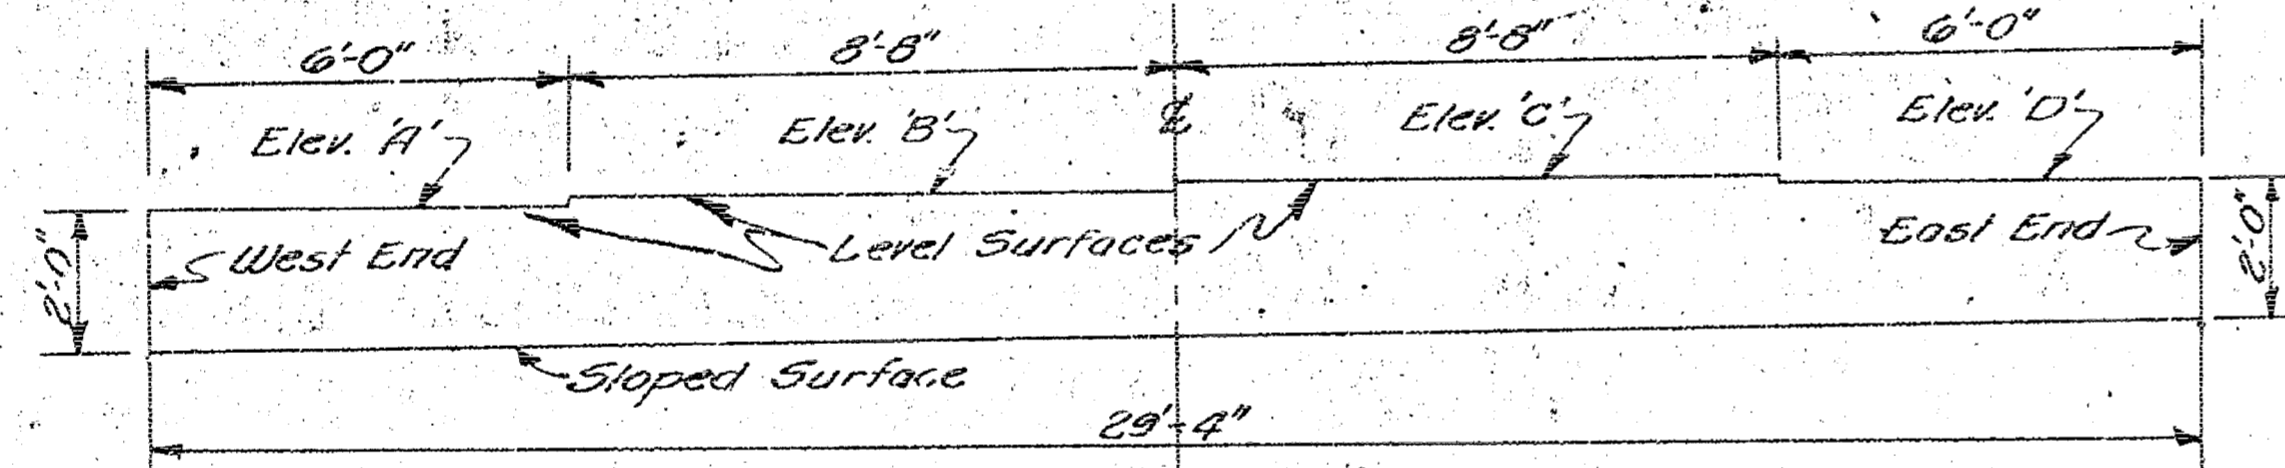 6'-0" 8'-8" 8'-8" 6'-0"
Elev. 'A' Elev. 'B' ℄ Elev. 'C' Elev. 'D'
2'-0" West End Level Surfaces East End 2'-0"
Sloped Surface
29'-4"